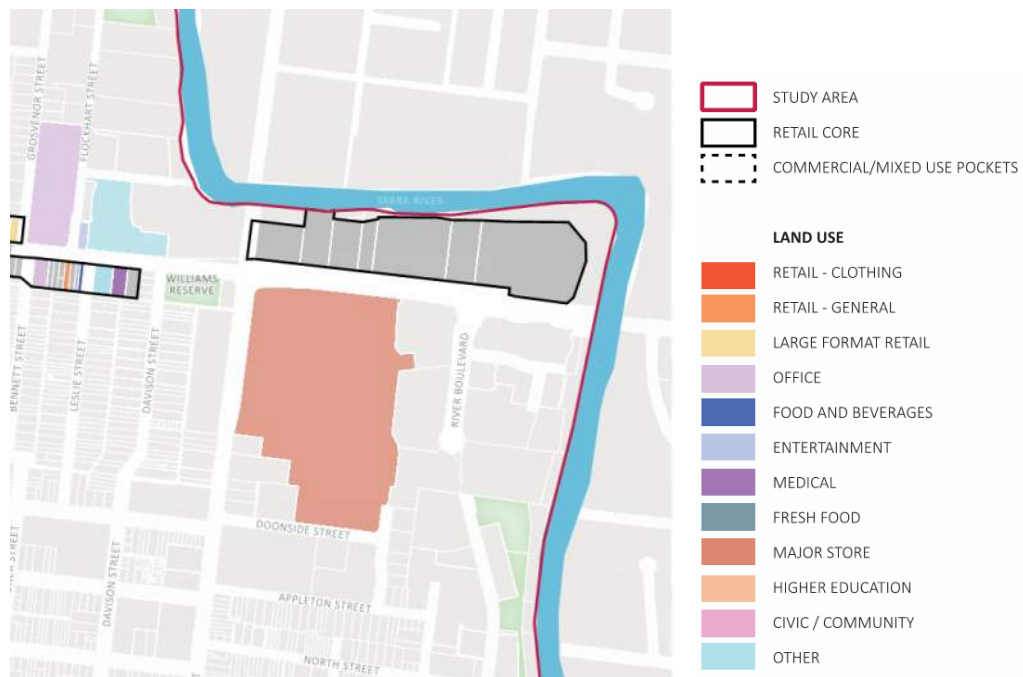 GROSVENOR STREET
FLOCKHART STREET
YARRA RIVER
WILLIAMS
RESERVE
BENNETT STREET
LESLIE STREET
DAVISON STREET
RIVER BOULEVARD
DOONSIDE STREET
STREET
DAVISON STREET
APPLETON STREET
NORTH STREET
STUDY AREA
RETAIL CORE
COMMERCIAL/MIXED USE POCKETS
LAND USE
RETAIL - CLOTHING
RETAIL - GENERAL
LARGE FORMAT RETAIL
OFFICE
FOOD AND BEVERAGES
ENTERTAINMENT
MEDICAL
FRESH FOOD
MAJOR STORE
HIGHER EDUCATION
CIVIC / COMMUNITY
OTHER